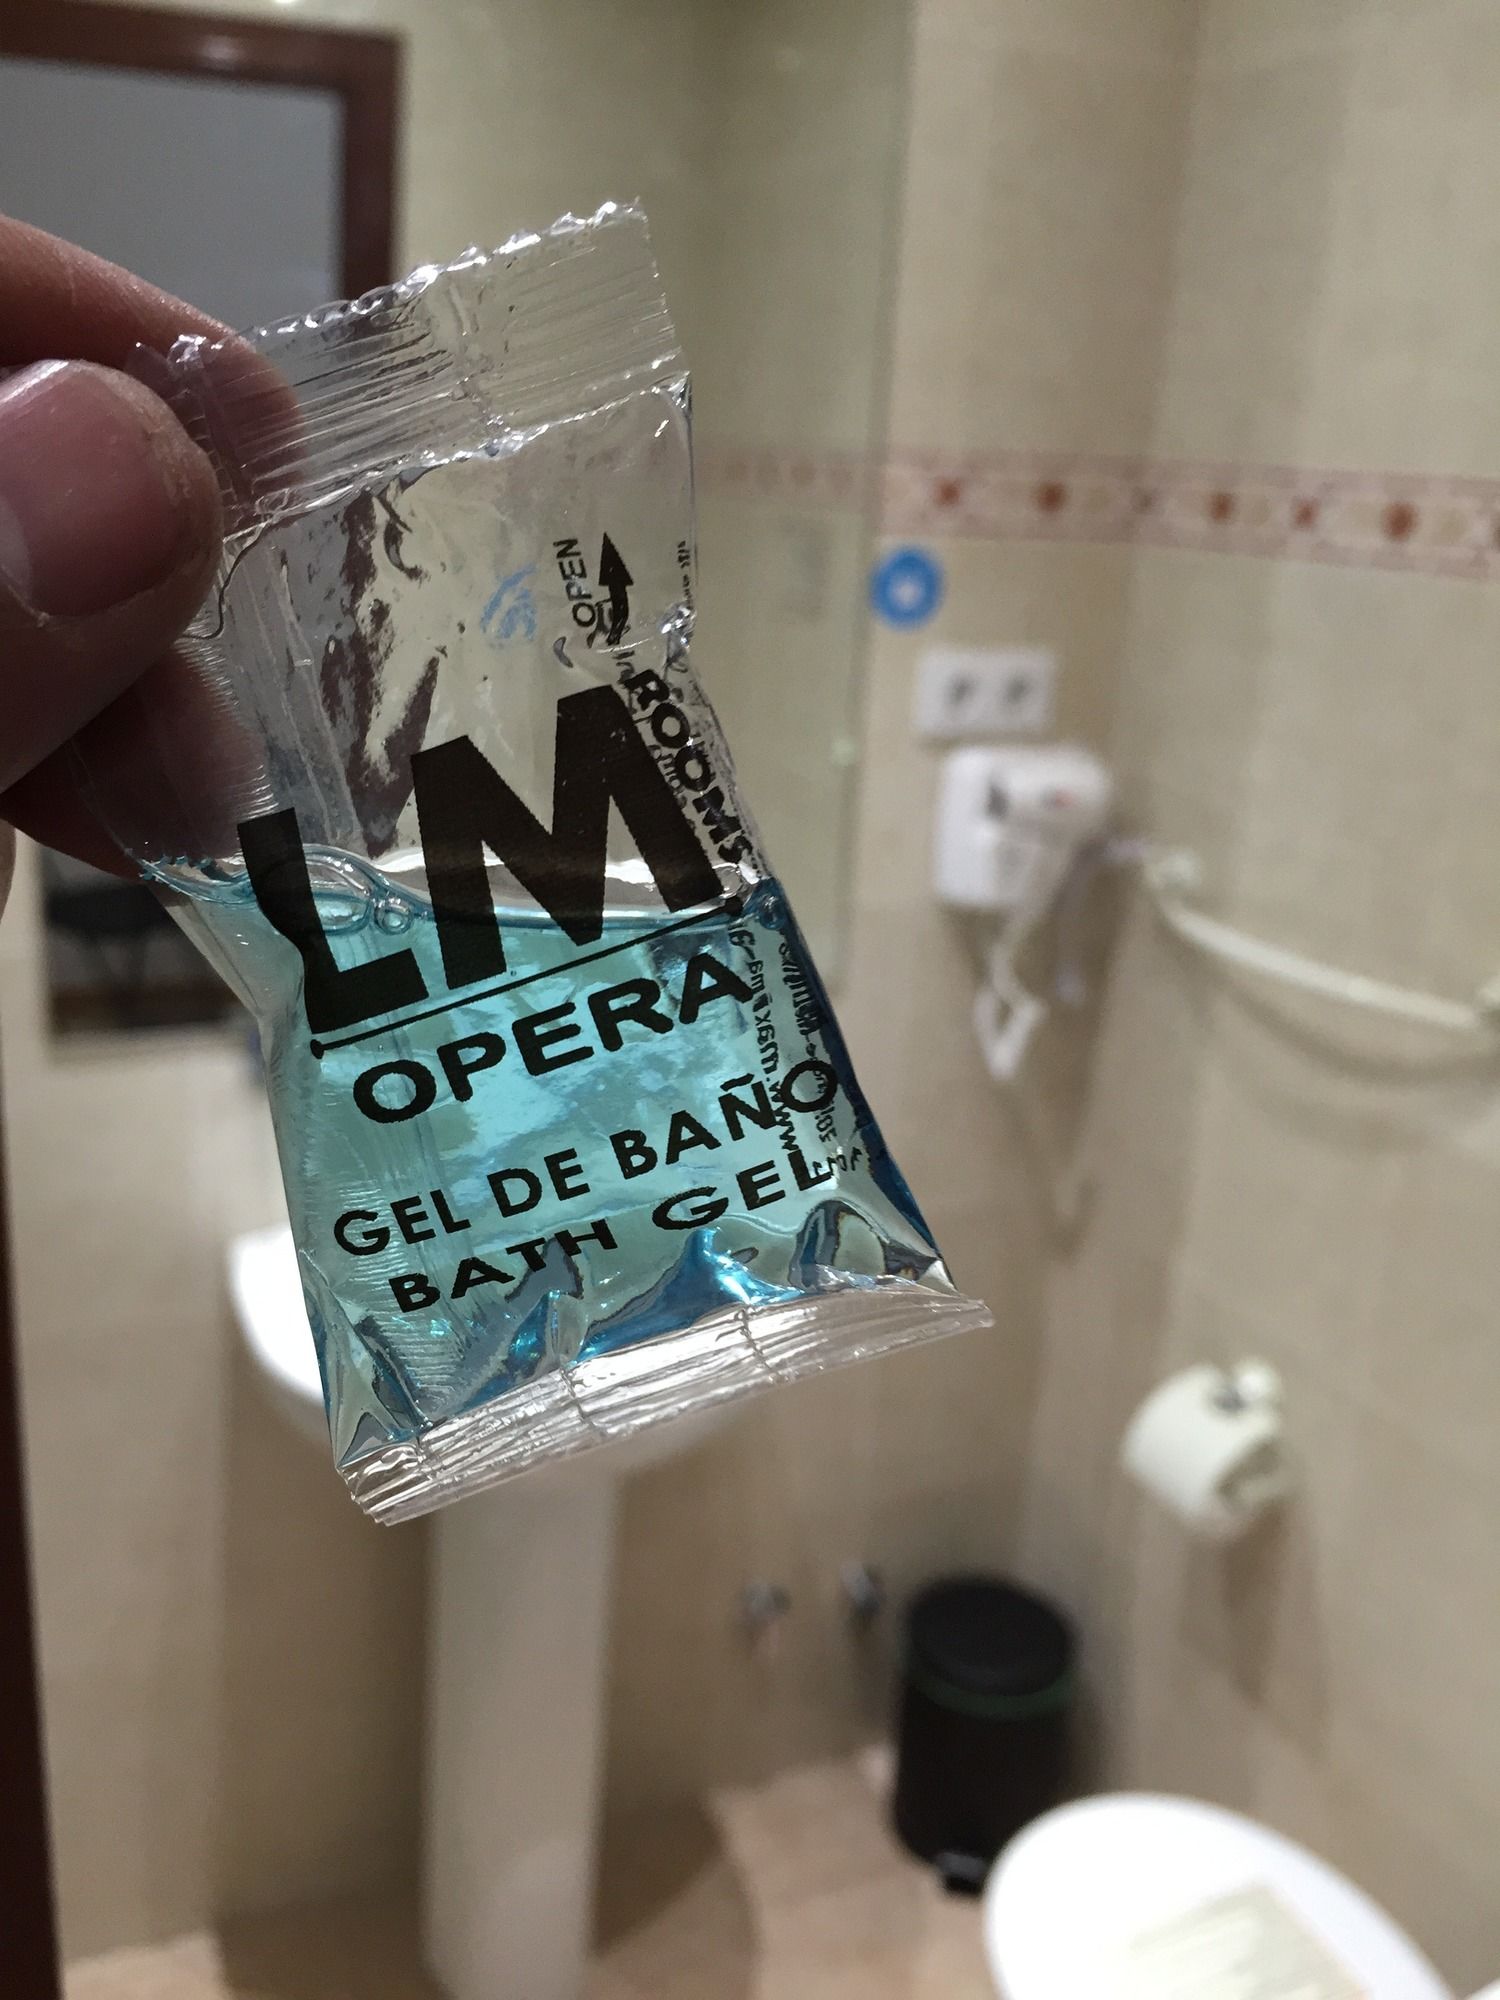 OPEN
LM
ROOMS
OPERA
GEL DE BAÑO
BATH GEL